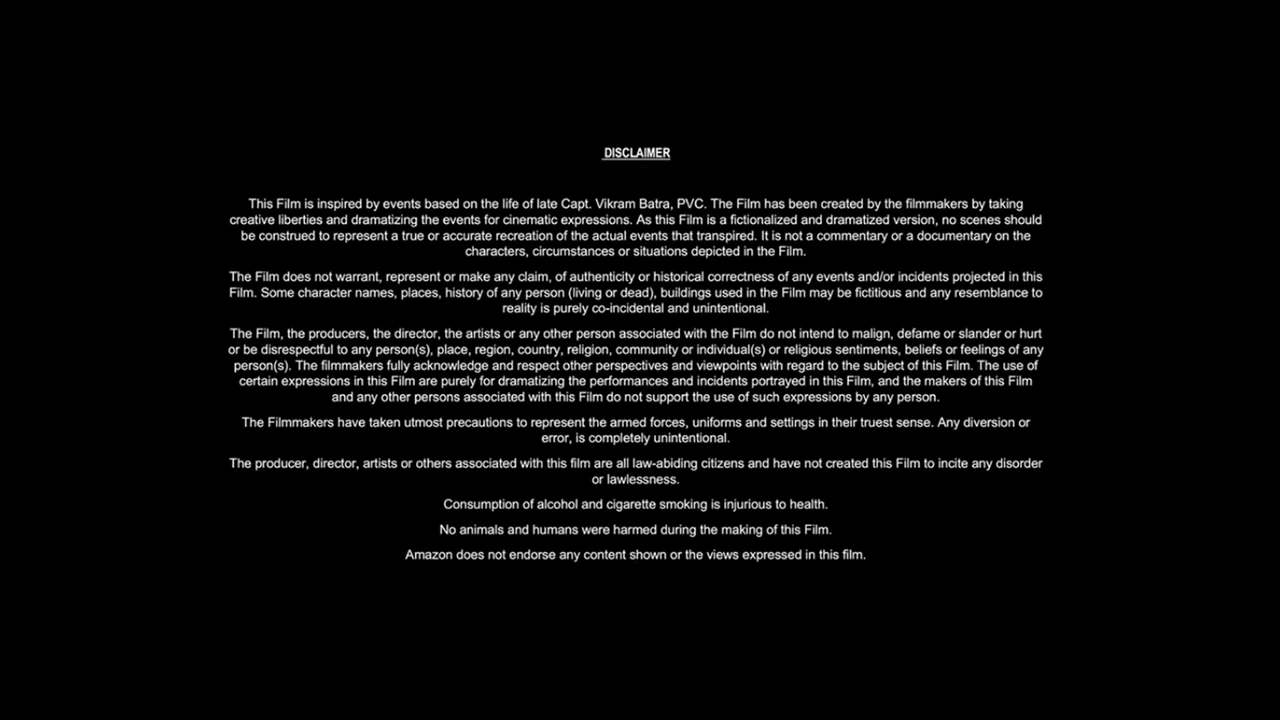 DISCLAIMER
This Film is inspired by events based on the life of late Capt. Vikram Batra, PVC. The Film has been created by the filmmakers by taking
creative liberties and dramatizing the events for cinematic expressions. As this Film is a fictionalized and dramatized version, no scenes should
be construed to represent a true or accurate recreation of the actual events that transpired. It is not a commentary or a documentary on the
characters, circumstances or situations depicted in the Film.
The Film does not warrant, represent or make any claim, of authenticity or historical correctness of any events and/or incidents projected in this
Film. Some character names, places, history of any person (living or dead), buildings used in the Film may be fictitious and any resemblance to
reality is purely co-incidental and unintentional.
The Film, the producers, the director, the artists or any other person associated with the Film do not intend to malign, defame or slander or hurt
or be disrespectful to any person(s), place, region, country, religion, community or individual(s) or religious sentiments, beliefs or feelings of any
person(s). The filmmakers fully acknowledge and respect other perspectives and viewpoints with regard to the subject of this Film. The use of
certain expressions in this Film are purely for dramatizing the performances and incidents portrayed in this Film, and the makers of this Film
and any other persons associated with this Film do not support the use of such expressions by any person.
The Filmmakers have taken utmost precautions to represent the armed forces, uniforms and settings in their truest sense. Any diversion or
error, is completely unintentional.
The producer, director, artists or others associated with this film are all law-abiding citizens and have not created this Film to incite any disorder
or lawlessness.
Consumption of alcohol and cigarette smoking is injurious to health.
No animals and humans were harmed during the making of this Film.
Amazon does not endorse any content shown or the views expressed in this film.